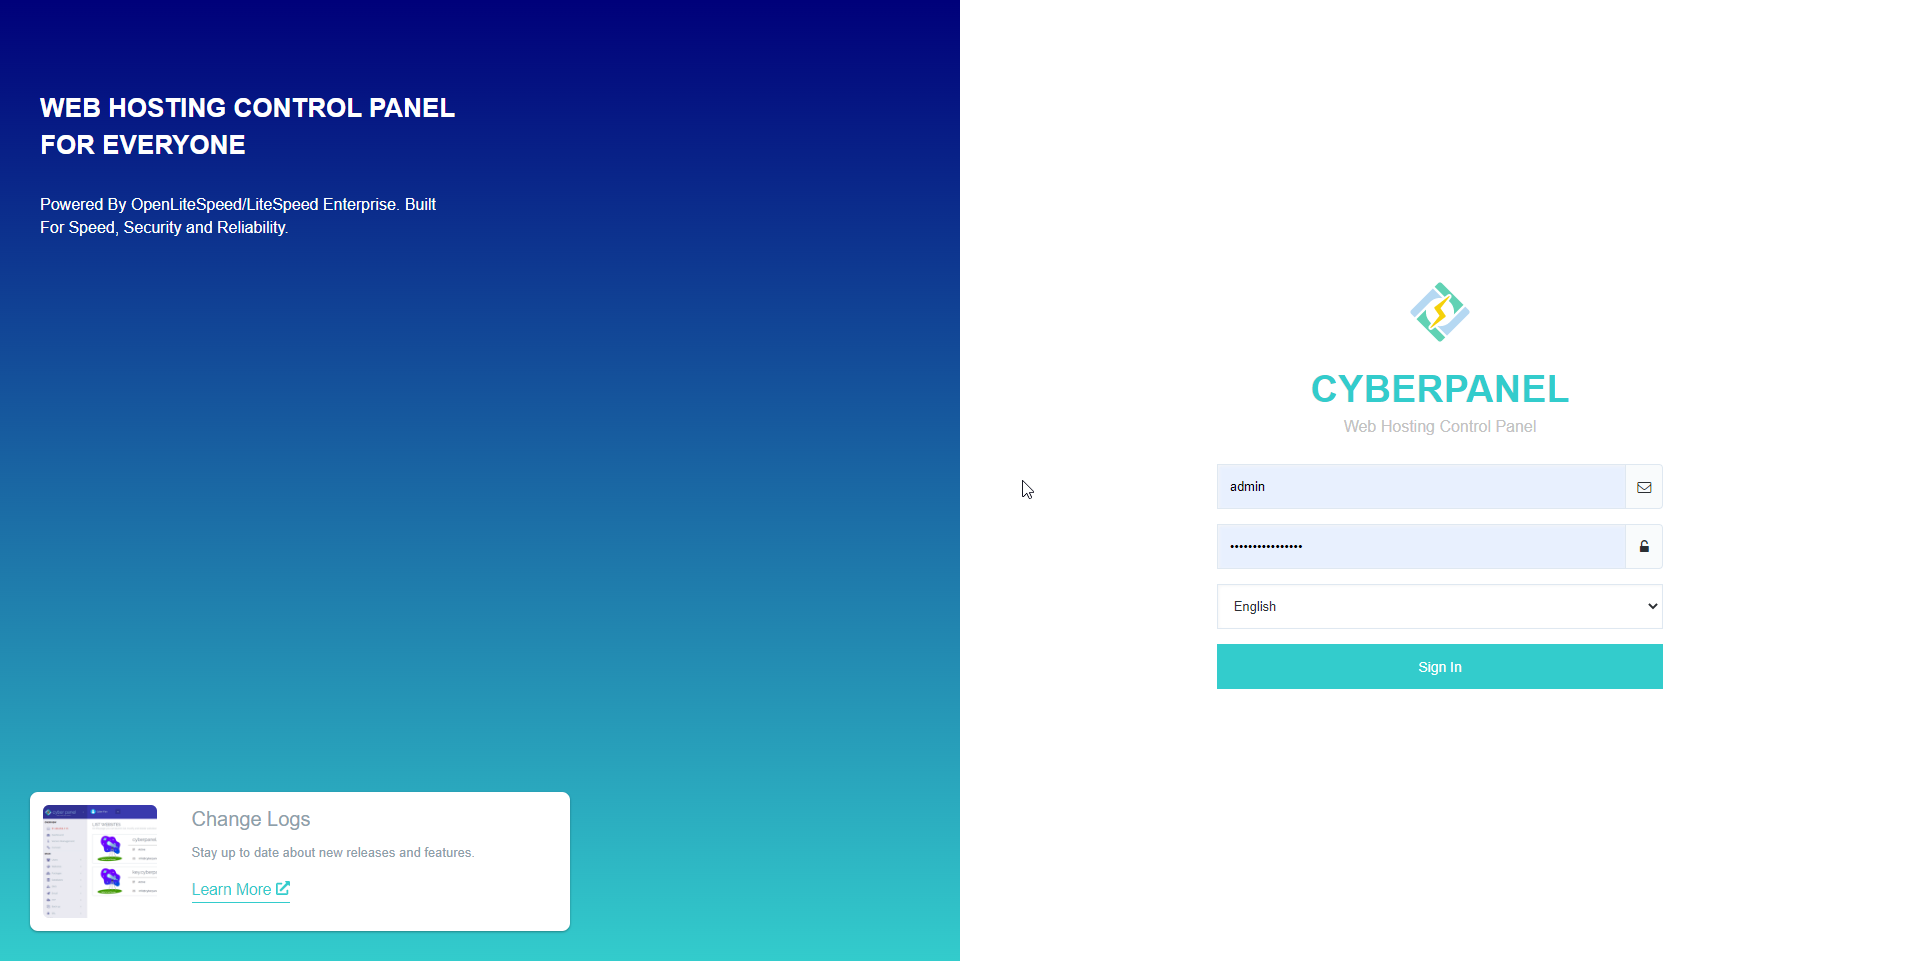 WEB HOSTING CONTROL PANEL
FOR EVERYONE
Powered By OpenLiteSpeed/LiteSpeed Enterprise. Built
For Speed, Security and Reliability.
Change Logs
Stay up to date about new releases and features.
Learn More
CYBERPANEL
Web Hosting Control Panel
admin
••••••••••••••••
English
Sign In